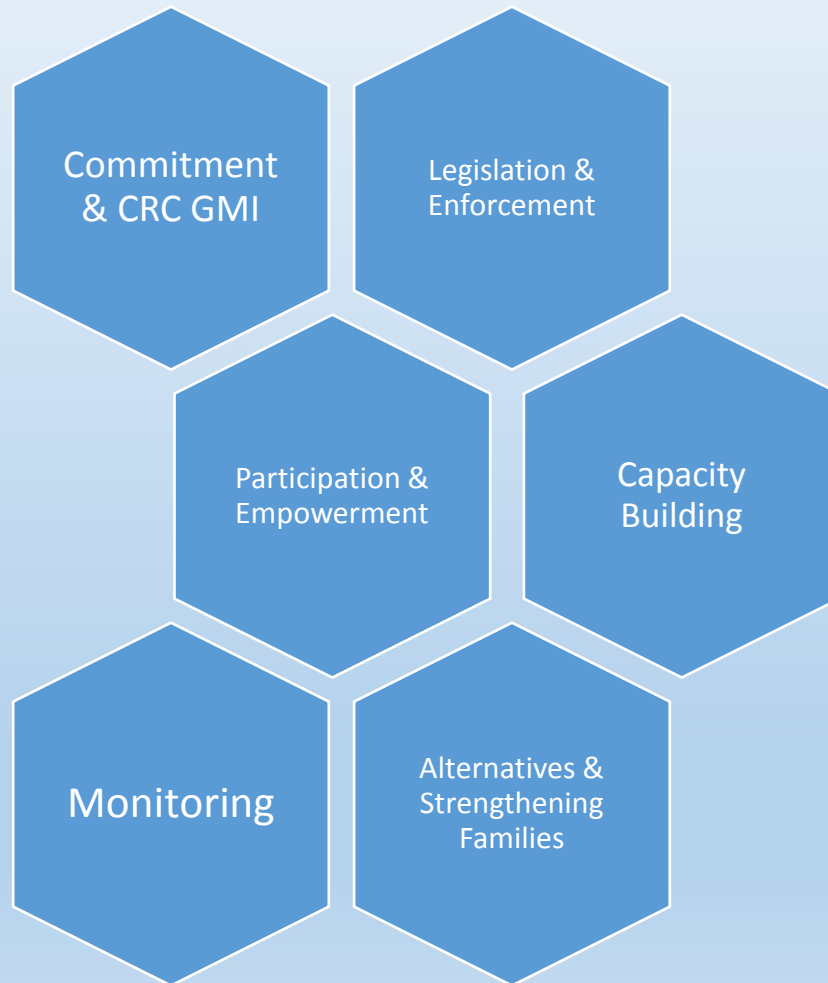 Commitment
& CRC GMI
Legislation &
Enforcement
Participation &
Empowerment
Capacity
Building
Monitoring
Alternatives &
Strengthening
Families